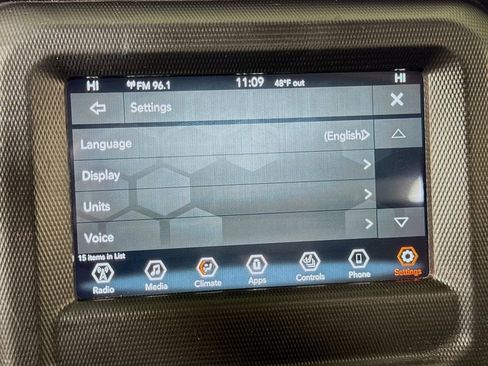 HI FM 96.1 11:09 48°F out HI
Settings
Language (English)
Display
Units
Voice
15 items in List
Radio Media Climate Apps Controls Phone Settings